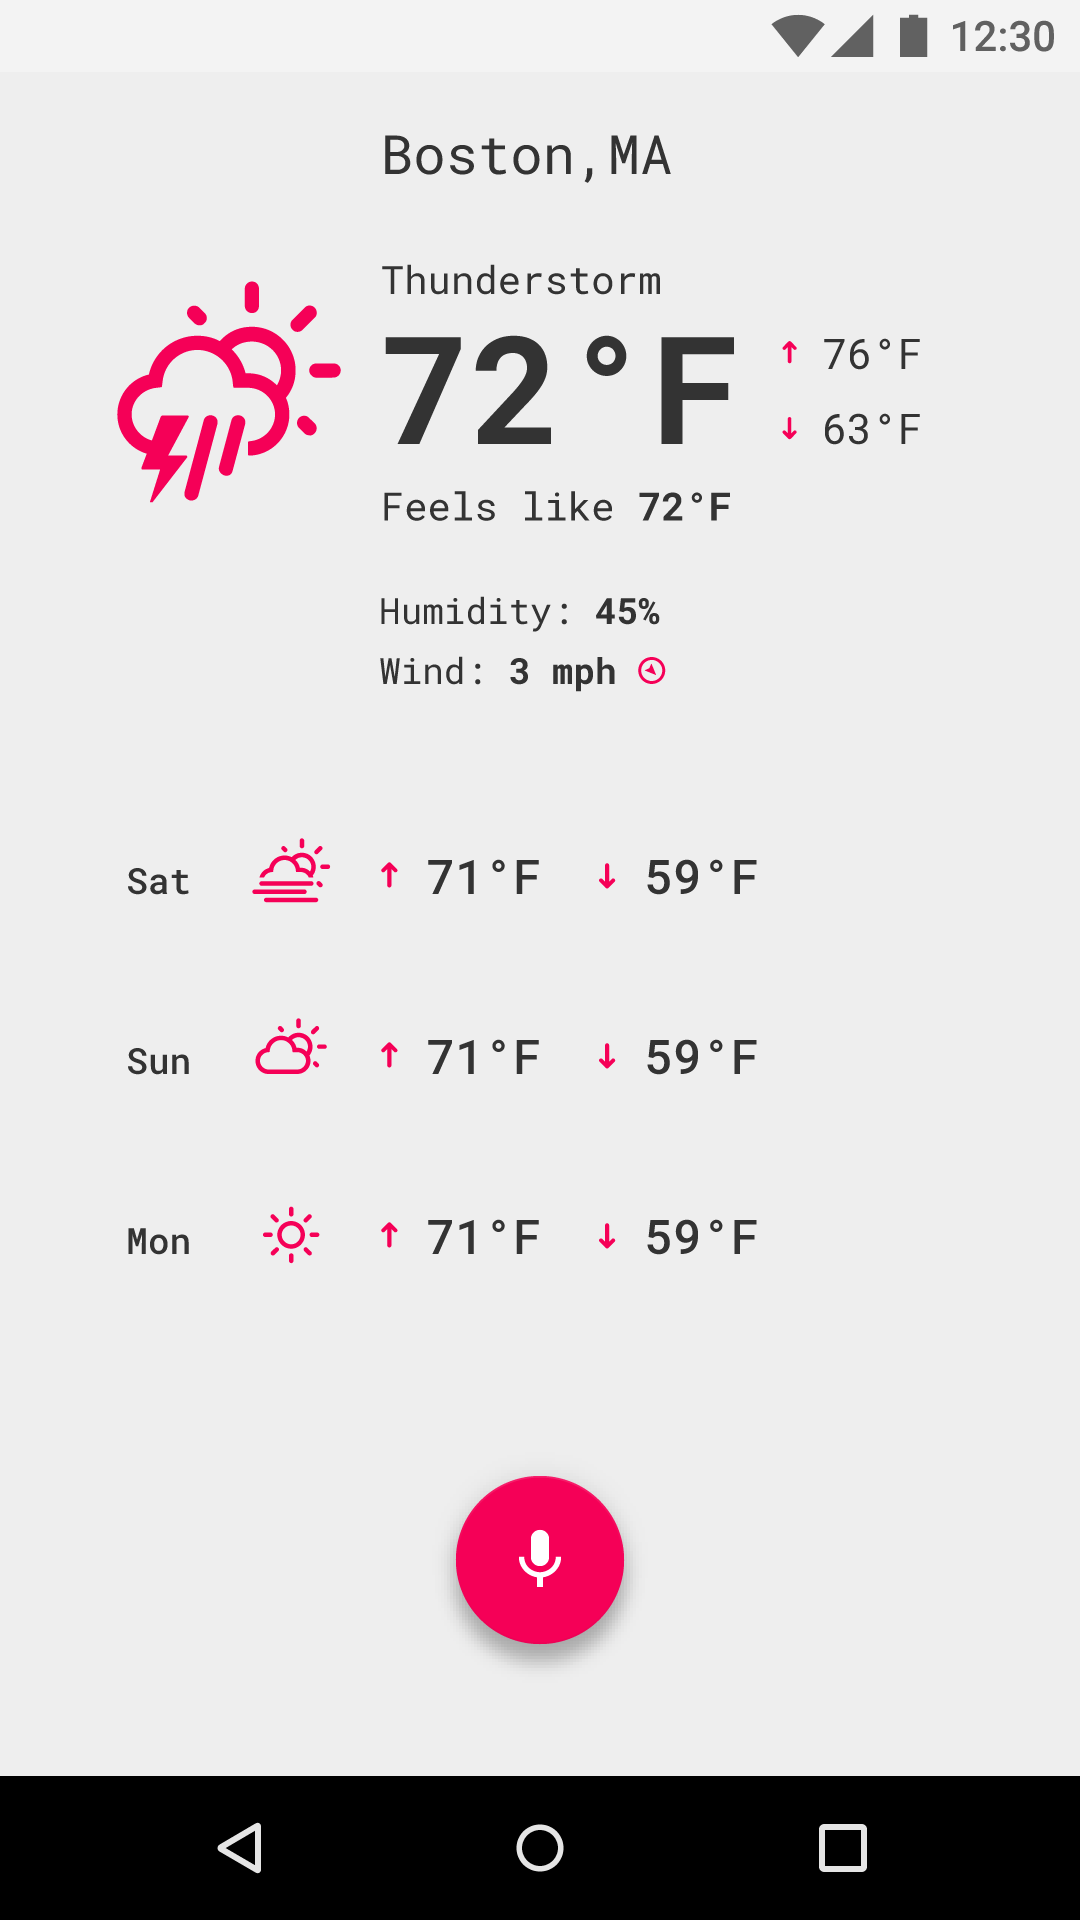 12:30
Boston,MA
Thunderstorm
72°F
↑ 76°F
↓ 63°F
Feels like 72°F
Humidity: 45%
Wind: 3 mph
Sat ↑ 71°F ↓ 59°F
Sun ↑ 71°F ↓ 59°F
Mon ↑ 71°F ↓ 59°F